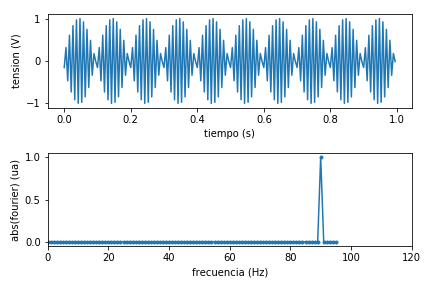 1
0
−1
tension (V)
0.0 0.2 0.4 0.6 0.8 1.0
tiempo (s)
1.0
0.5
0.0
abs(fourier) (ua)
0 20 40 60 80 100 120
frecuencia (Hz)